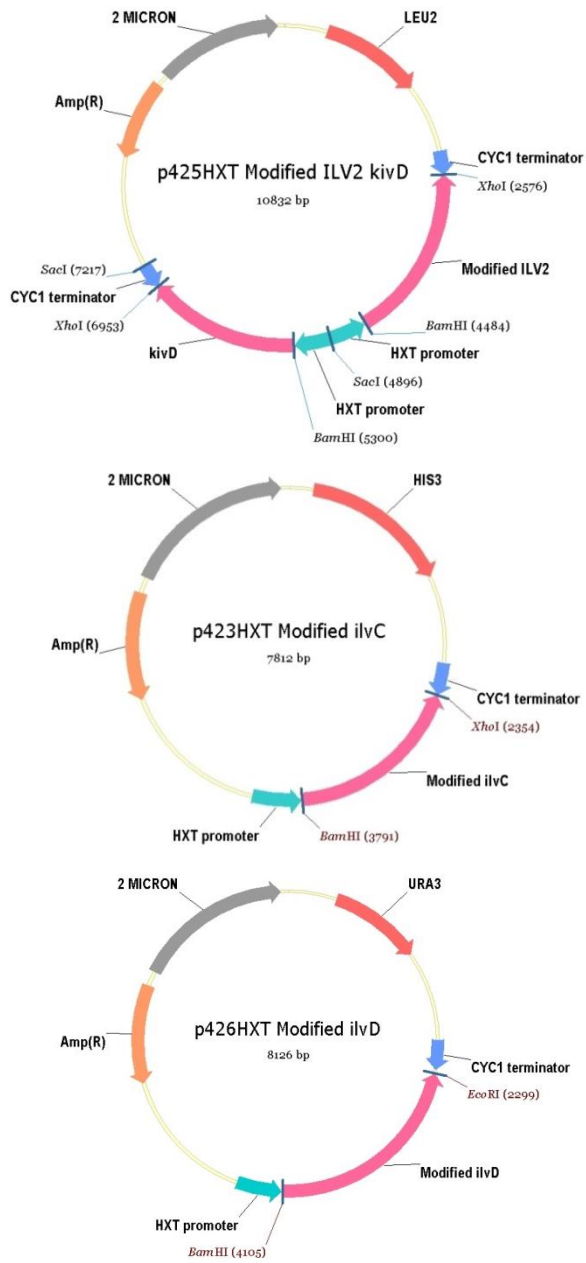 2 MICRON
LEU2
Amp(R)
p425HXT Modified ILV2 kivD
10832 bp
CYC1 terminator
XhoI (2576)
Modified ILV2
SacI (7217)
CYC1 terminator
XhoI (6953)
BamHI (4484)
kivD
HXT promoter
SacI (4896)
HXT promoter
BamHI (5300)
2 MICRON
HIS3
Amp(R)
p423HXT Modified ilvC
7812 bp
CYC1 terminator
XhoI (2354)
Modified ilvC
HXT promoter
BamHI (3791)
2 MICRON
URA3
Amp(R)
p426HXT Modified ilvD
8126 bp
CYC1 terminator
EcoRI (2299)
Modified ilvD
HXT promoter
BamHI (4105)